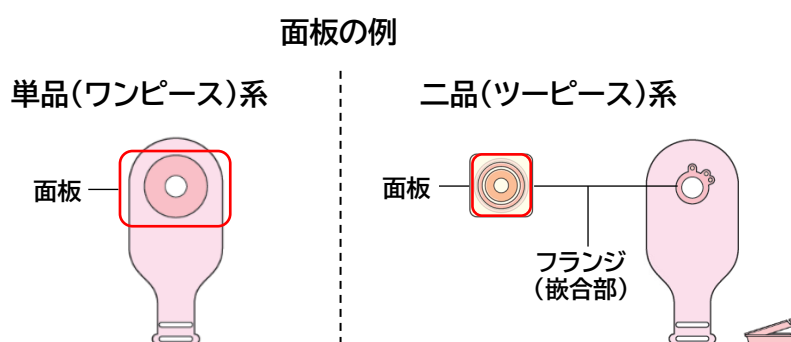 面板の例
単品(ワンピース)系
二品(ツーピース)系
面板
面板
フランジ
(嵌合部)